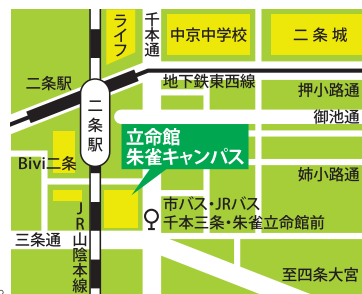 ライフ
千本通
中京中学校
二条城
二条駅
地下鉄東西線
押小路通
二条駅
御池通
立命館
朱雀キャンパス
Bivi二条
姉小路通
市バス・JRバス
千本三条・朱雀立命館前
JR山陰本線
三条通
至四条大宮